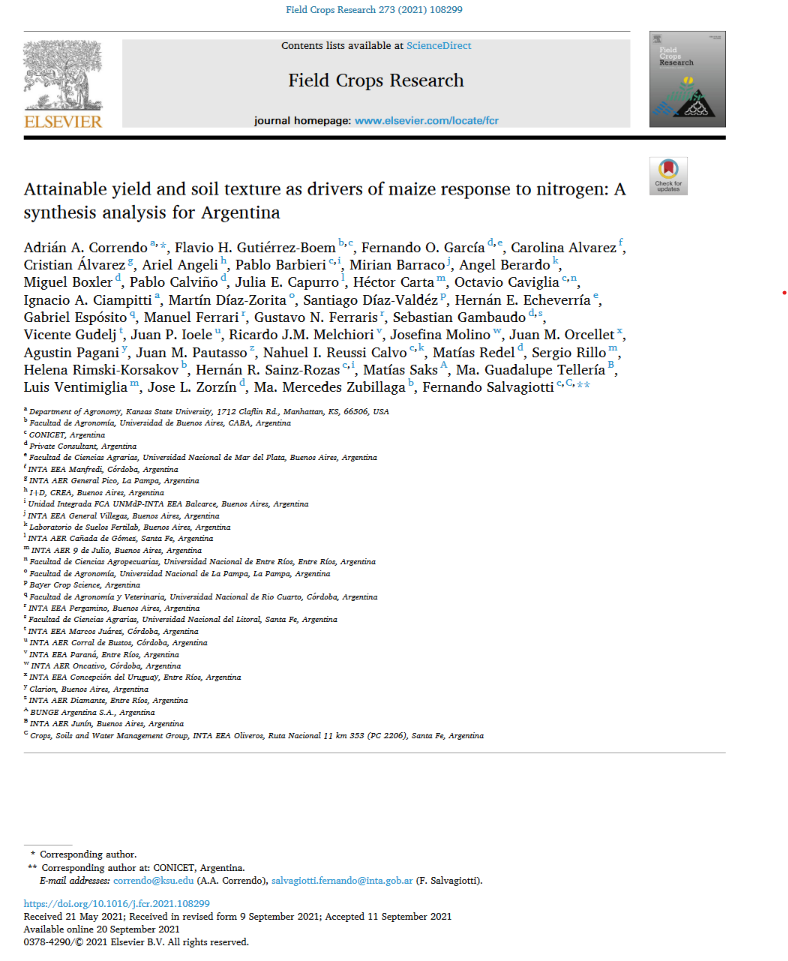 Field Crops Research 273 (2021) 108299
Contents lists available at ScienceDirect
Field Crops Research
journal homepage: www.elsevier.com/locate/fcr
ELSEVIER
Field
Crops
Research
Check for
updates
Attainable yield and soil texture as drivers of maize response to nitrogen: A
synthesis analysis for Argentina
Adrián A. Correndo a,*, Flavio H. Gutiérrez-Boem b,c, Fernando O. García d,e, Carolina Alvarez f,
Cristian Álvarez g, Ariel Angeli h, Pablo Barbieri c,i, Mirian Barraco j, Angel Berardo k,
Miguel Boxler d, Pablo Calviño d, Julia E. Capurro l, Héctor Carta m, Octavio Caviglia c,n,
Ignacio A. Ciampitti a, Martín Díaz-Zorita o, Santiago Díaz-Valdéz p, Hernán E. Echeverría e,
Gabriel Espósito q, Manuel Ferrari r, Gustavo N. Ferraris r, Sebastian Gambaudo d,s,
Vicente Gudelj t, Juan P. Ioele u, Ricardo J.M. Melchiori v, Josefina Molino w, Juan M. Orcellet x,
Agustin Pagani y, Juan M. Pautasso z, Nahuel I. Reussi Calvo c,k, Matías Redel d, Sergio Rillo m,
Helena Rimski-Korsakov b, Hernán R. Sainz-Rozas c,i, Matías Saks A, Ma. Guadalupe Tellería B,
Luis Ventimiglia m, Jose L. Zorzín d, Ma. Mercedes Zubillaga b, Fernando Salvagiotti c,C,**
a Department of Agronomy, Kansas State University, 1712 Claflin Rd., Manhattan, KS, 66506, USA
b Facultad de Agronomía, Universidad de Buenos Aires, CABA, Argentina
c CONICET, Argentina
d Private Consultant, Argentina
e Facultad de Ciencias Agrarias, Universidad Nacional de Mar del Plata, Buenos Aires, Argentina
f INTA EEA Manfredi, Córdoba, Argentina
g INTA AER General Pico, La Pampa, Argentina
h I+D, CREA, Buenos Aires, Argentina
i Unidad Integrada FCA UNMdP-INTA EEA Balcarce, Buenos Aires, Argentina
j INTA EEA General Villegas, Buenos Aires, Argentina
k Laboratorio de Suelos Fertilab, Buenos Aires, Argentina
l INTA AER Cañada de Gómes, Santa Fe, Argentina
m INTA AER 9 de Julio, Buenos Aires, Argentina
n Facultad de Ciencias Agropecuarias, Universidad Nacional de Entre Ríos, Entre Ríos, Argentina
o Facultad de Agronomía, Universidad Nacional de La Pampa, La Pampa, Argentina
p Bayer Crop Science, Argentina
q Facultad de Agronomía y Veterinaria, Universidad Nacional de Rio Cuarto, Córdoba, Argentina
r INTA EEA Pergamino, Buenos Aires, Argentina
s Facultad de Ciencias Agrarias, Universidad Nacional del Litoral, Santa Fe, Argentina
t INTA EEA Marcos Juárez, Córdoba, Argentina
u INTA AER Corral de Bustos, Córdoba, Argentina
v INTA EEA Paraná, Entre Ríos, Argentina
w INTA AER Oncativo, Córdoba, Argentina
x INTA EEA Concepción del Uruguay, Entre Ríos, Argentina
y Clarion, Buenos Aires, Argentina
z INTA AER Diamante, Entre Ríos, Argentina
A BUNGE Argentina S.A., Argentina
B INTA AER Junín, Buenos Aires, Argentina
C Crops, Soils and Water Management Group, INTA EEA Oliveros, Ruta Nacional 11 km 353 (PC 2206), Santa Fe, Argentina
* Corresponding author.
** Corresponding author at: CONICET, Argentina.
E-mail addresses: correndo@ksu.edu (A.A. Correndo), salvagiotti.fernando@inta.gob.ar (F. Salvagiotti).
https://doi.org/10.1016/j.fcr.2021.108299
Received 21 May 2021; Received in revised form 9 September 2021; Accepted 11 September 2021
Available online 20 September 2021
0378-4290/© 2021 Elsevier B.V. All rights reserved.